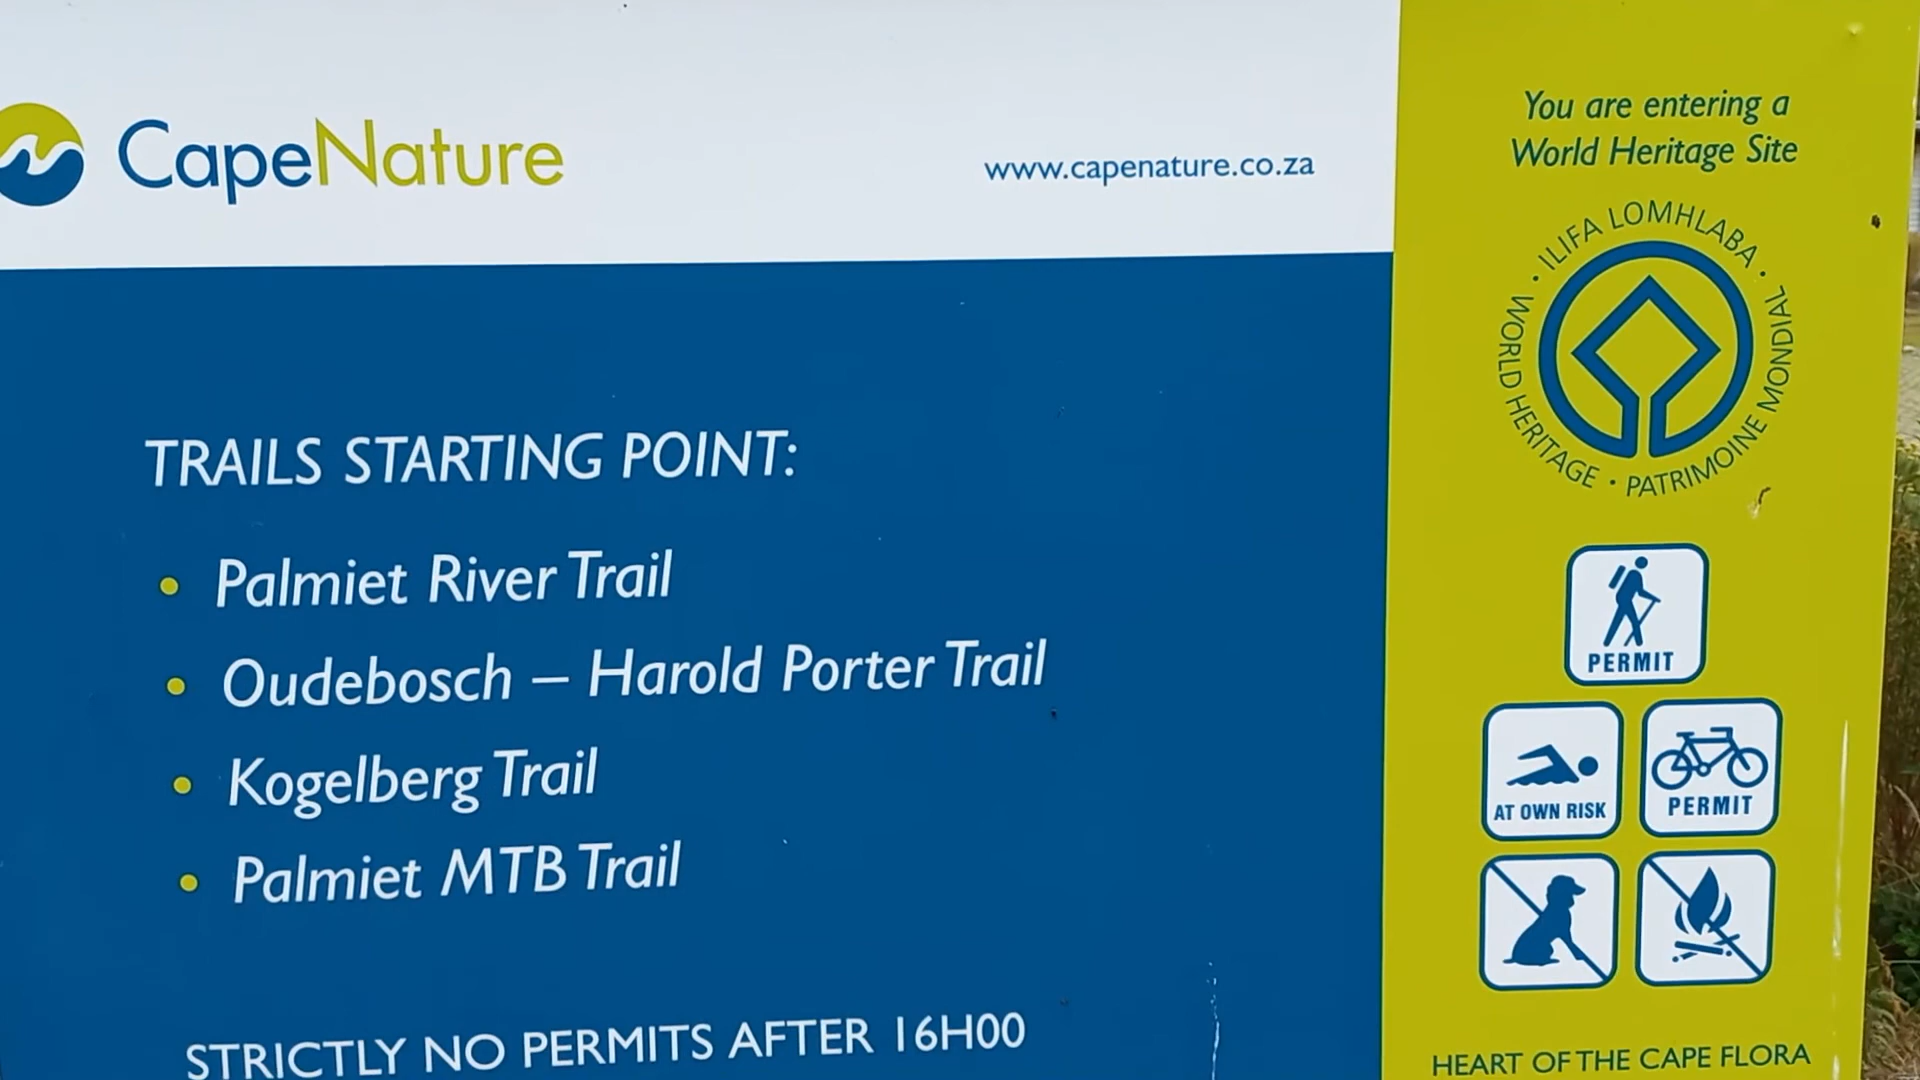 CapeNature
www.capenature.co.za
TRAILS STARTING POINT:
• Palmiet River Trail
• Oudebosch – Harold Porter Trail
• Kogelberg Trail
• Palmiet MTB Trail
STRICTLY NO PERMITS AFTER 16H00
You are entering a
World Heritage Site
• ILIFA LOMHLABA •
WORLD HERITAGE • PATRIMOINE MONDIAL
PERMIT
AT OWN RISK
PERMIT
HEART OF THE CAPE FLORA